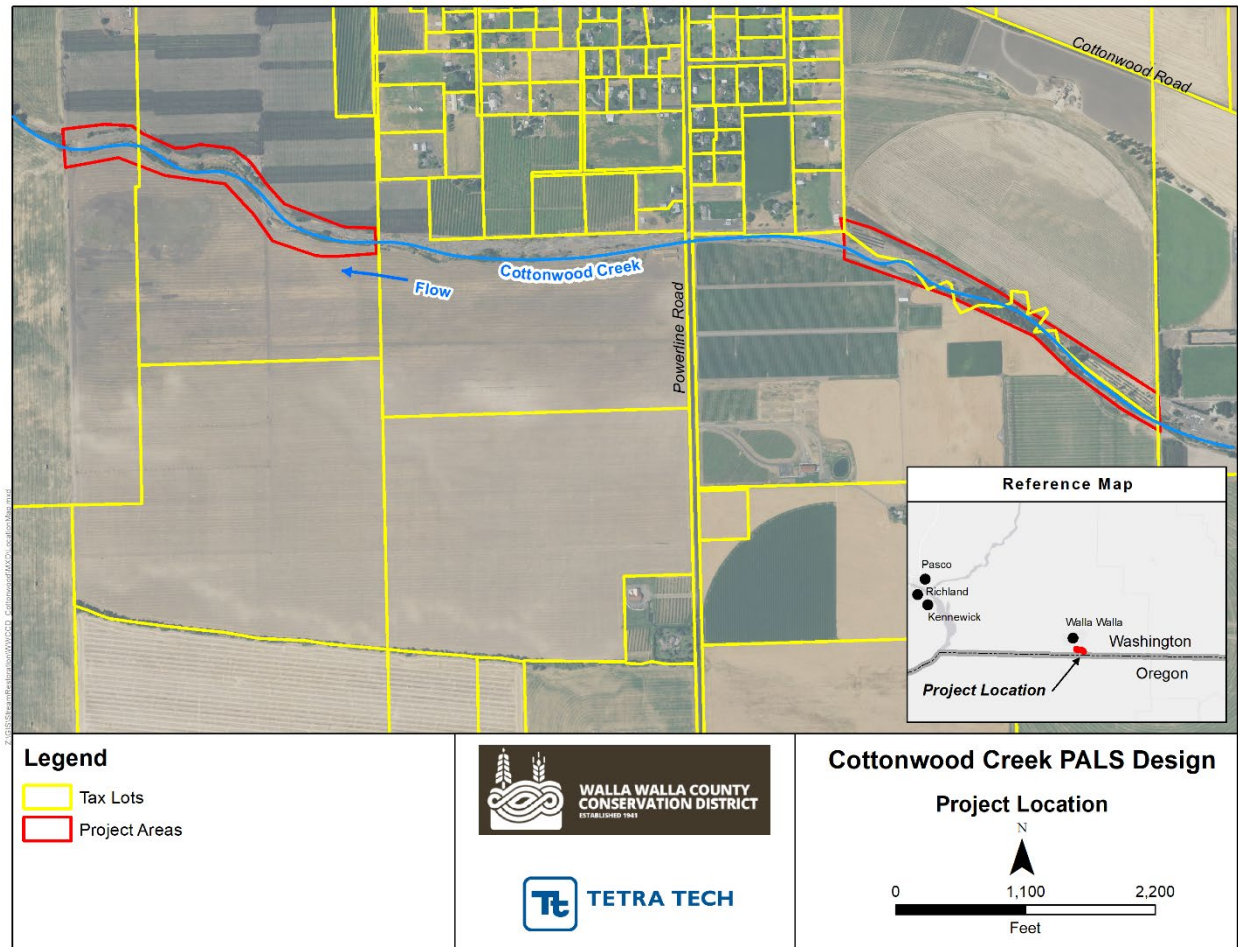 Cottonwood Road
Cottonwood Creek
Flow
Powerline Road
Reference Map
Pasco
Richland
Kennewick
Walla Walla
Washington
Oregon
Project Location
Legend
Tax Lots
Project Areas
WALLA WALLA COUNTY
CONSERVATION DISTRICT
ESTABLISHED 1941
Tt TETRA TECH
Cottonwood Creek PALS Design
Project Location
N
0 1,100 2,200
Feet